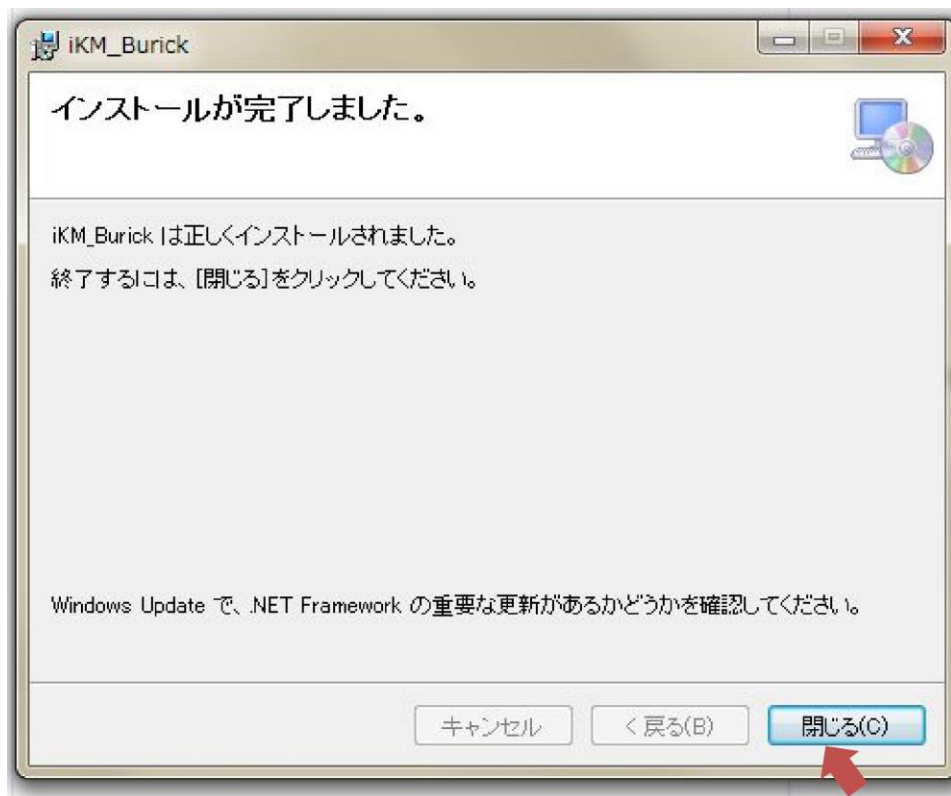 iKM_Burick
インストールが完了しました。
iKM_Burick は正しくインストールされました。
終了するには、[閉じる]をクリックしてください。
Windows Update で、.NET Framework の重要な更新があるかどうかを確認してください。
キャンセル
< 戻る(B)
閉じる(C)